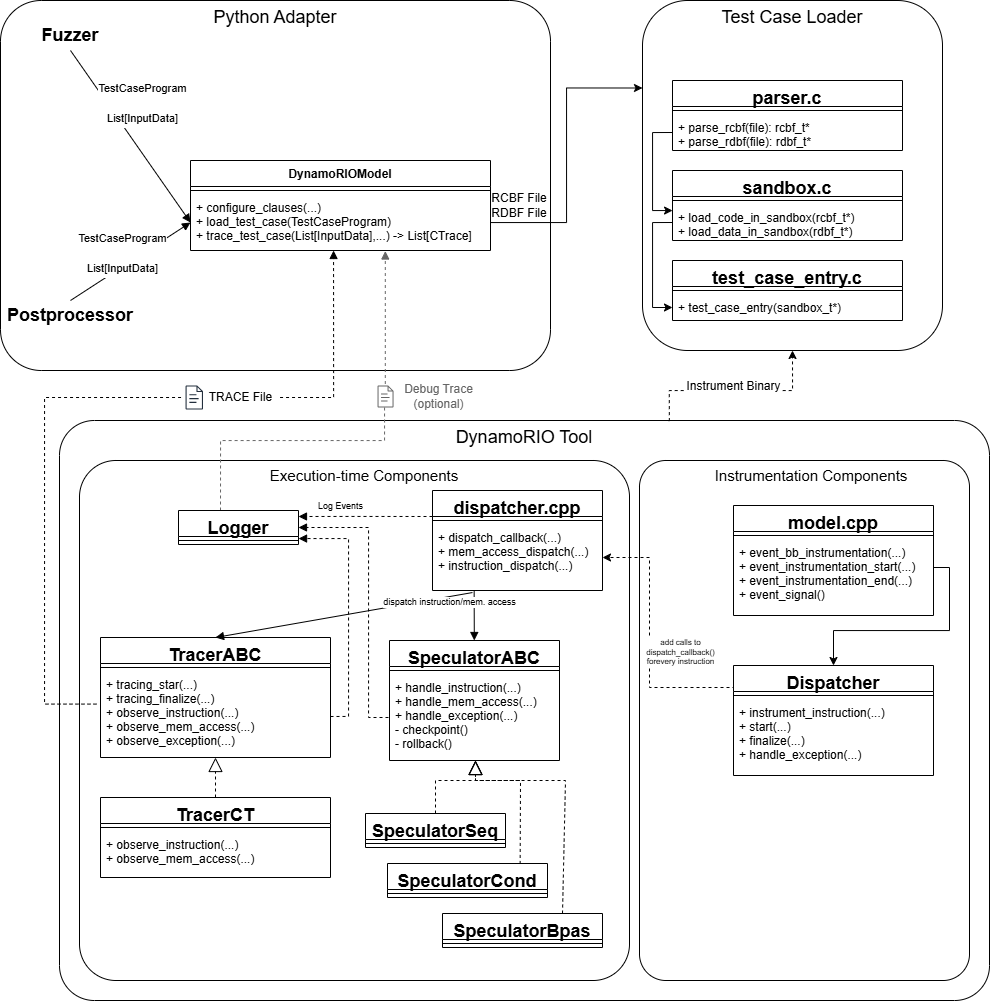 Python Adapter
Fuzzer
TestCaseProgram
List[InputData]
DynamoRIOModel
+ configure_clauses(...)
+ load_test_case(TestCaseProgram)
+ trace_test_case(List[InputData],...) -> List[CTrace]
TestCaseProgram
List[InputData]
Postprocessor
RCBF File
RDBF File
Test Case Loader
parser.c
+ parse_rcbf(file): rcbf_t*
+ parse_rdbf(file): rdbf_t*
sandbox.c
+ load_code_in_sandbox(rcbf_t*)
+ load_data_in_sandbox(rdbf_t*)
test_case_entry.c
+ test_case_entry(sandbox_t*)
TRACE File
Debug Trace
(optional)
Instrument Binary
DynamoRIO Tool
Execution-time Components
Logger
Log Events
dispatcher.cpp
+ dispatch_callback(...)
+ mem_access_dispatch(...)
+ instruction_dispatch(...)
dispatch instruction/mem. access
TracerABC
+ tracing_star(...)
+ tracing_finalize(...)
+ observe_instruction(...)
+ observe_mem_access(...)
+ observe_exception(...)
SpeculatorABC
+ handle_instruction(...)
+ handle_mem_access(...)
+ handle_exception(...)
- checkpoint()
- rollback()
TracerCT
+ observe_instruction(...)
+ observe_mem_access(...)
SpeculatorSeq
SpeculatorCond
SpeculatorBpas
Instrumentation Components
model.cpp
+ event_bb_instrumentation(...)
+ event_instrumentation_start(...)
+ event_instrumentation_end(...)
+ event_signal()
add calls to
dispatch_callback()
forevery instruction
Dispatcher
+ instrument_instruction(...)
+ start(...)
+ finalize(...)
+ handle_exception(...)